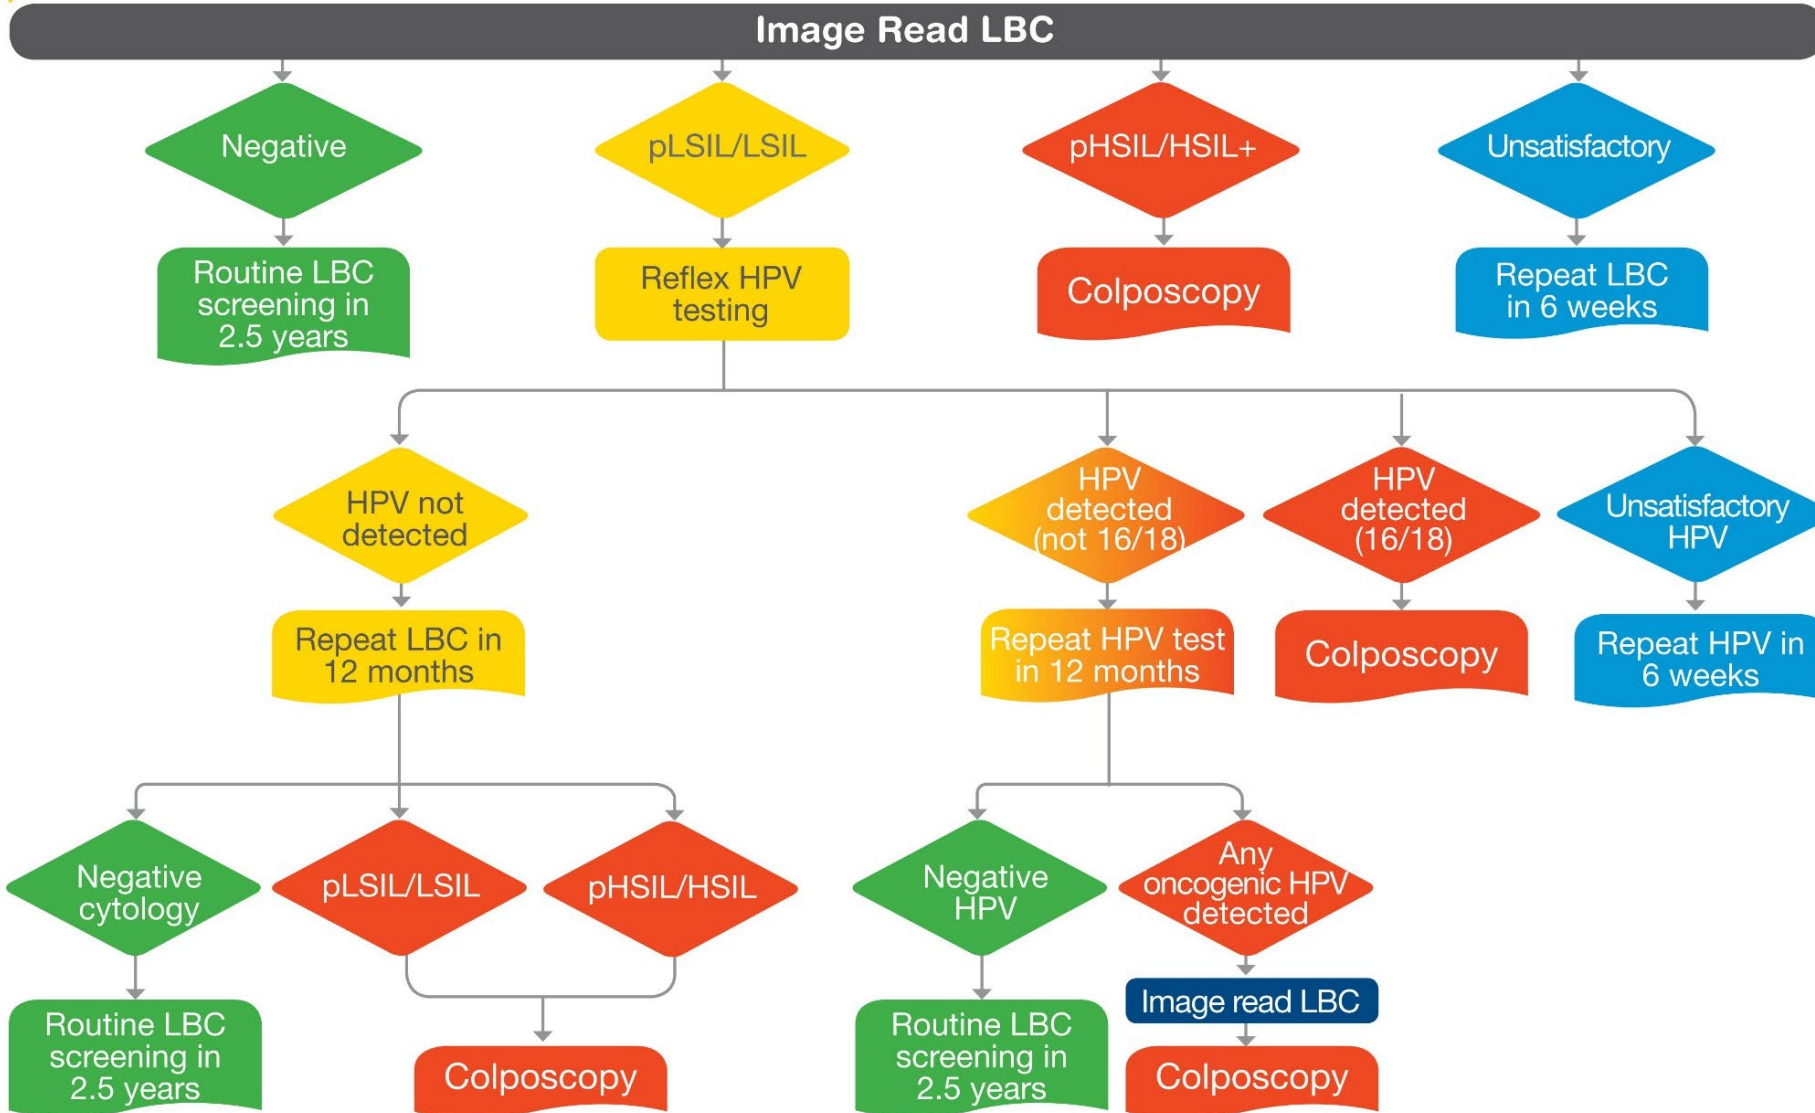 Image Read LBC
Negative
pLSIL/LSIL
pHSIL/HSIL+
Unsatisfactory
Routine LBC
screening in
2.5 years
Reflex HPV
testing
Colposcopy
Repeat LBC
in 6 weeks
HPV not
detected
HPV
detected
(not 16/18)
HPV
detected
(16/18)
Unsatisfactory
HPV
Repeat LBC in
12 months
Repeat HPV test
in 12 months
Colposcopy
Repeat HPV in
6 weeks
Negative
cytology
pLSIL/LSIL
pHSIL/HSIL
Negative
HPV
Any
oncogenic HPV
detected
Routine LBC
screening in
2.5 years
Colposcopy
Routine LBC
screening in
2.5 years
Image read LBC
Colposcopy